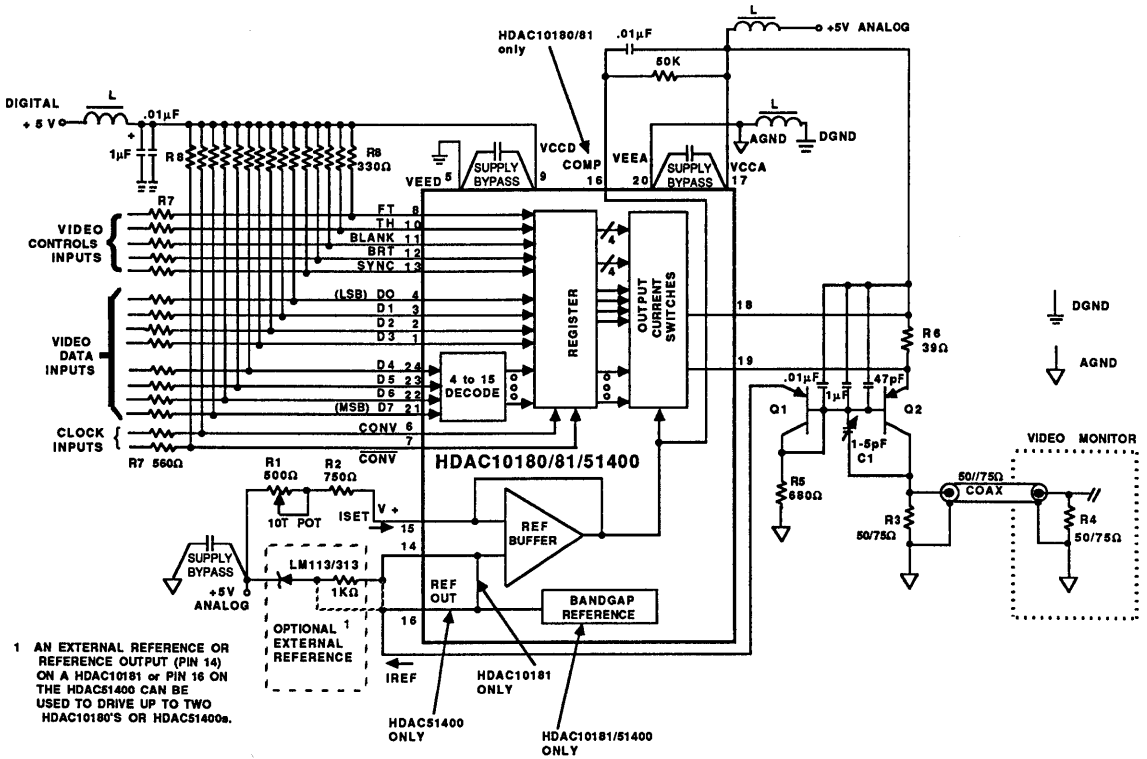 L
+5V ANALOG
HDAC10180/81
only
.01µF
50K
DIGITAL
+ 5 V
L
.01µF
+
1µF
R8
R8
330Ω
L
AGND
DGND
VCCD
COMP
VEEA
VCCA
VEED 5
SUPPLY
BYPASS
9
16
20
SUPPLY
BYPASS
17
R7
VIDEO
CONTROLS
INPUTS
FT 8
TH 10
BLANK 11
BRT 12
SYNC 13
4
4
VIDEO
DATA
INPUTS
(LSB) DO 4
D1 3
D2 2
D3 1
D4 24
D5 23
D6 22
(MSB) D7 21
4 to 15
DECODE
REGISTER
OUTPUT
CURRENT
SWITCHES
18
19
R6
39Ω
DGND
AGND
.01µF
1µF
47pF
Q1
Q2
1-5pF
C1
CLOCK
INPUTS
CONV 6
7
CONV
R7 560Ω
HDAC10180/81/51400
R1
500Ω
R2
750Ω
10T POT
ISET
V +
15
14
REF
BUFFER
R5
680Ω
VIDEO MONITOR
50//75Ω
COAX
R3
50/75Ω
R4
50/75Ω
SUPPLY
BYPASS
+5V
ANALOG
LM113/313
1KΩ
REF
OUT
16
BANDGAP
REFERENCE
OPTIONAL 1
EXTERNAL
REFERENCE
IREF
HDAC10181
ONLY
HDAC51400
ONLY
HDAC10181/51400
ONLY
1 AN EXTERNAL REFERENCE OR
REFERENCE OUTPUT (PIN 14)
ON A HDAC10181 or PIN 16 ON
THE HDAC51400 CAN BE
USED TO DRIVE UP TO TWO
HDAC10180'S OR HDAC51400s.